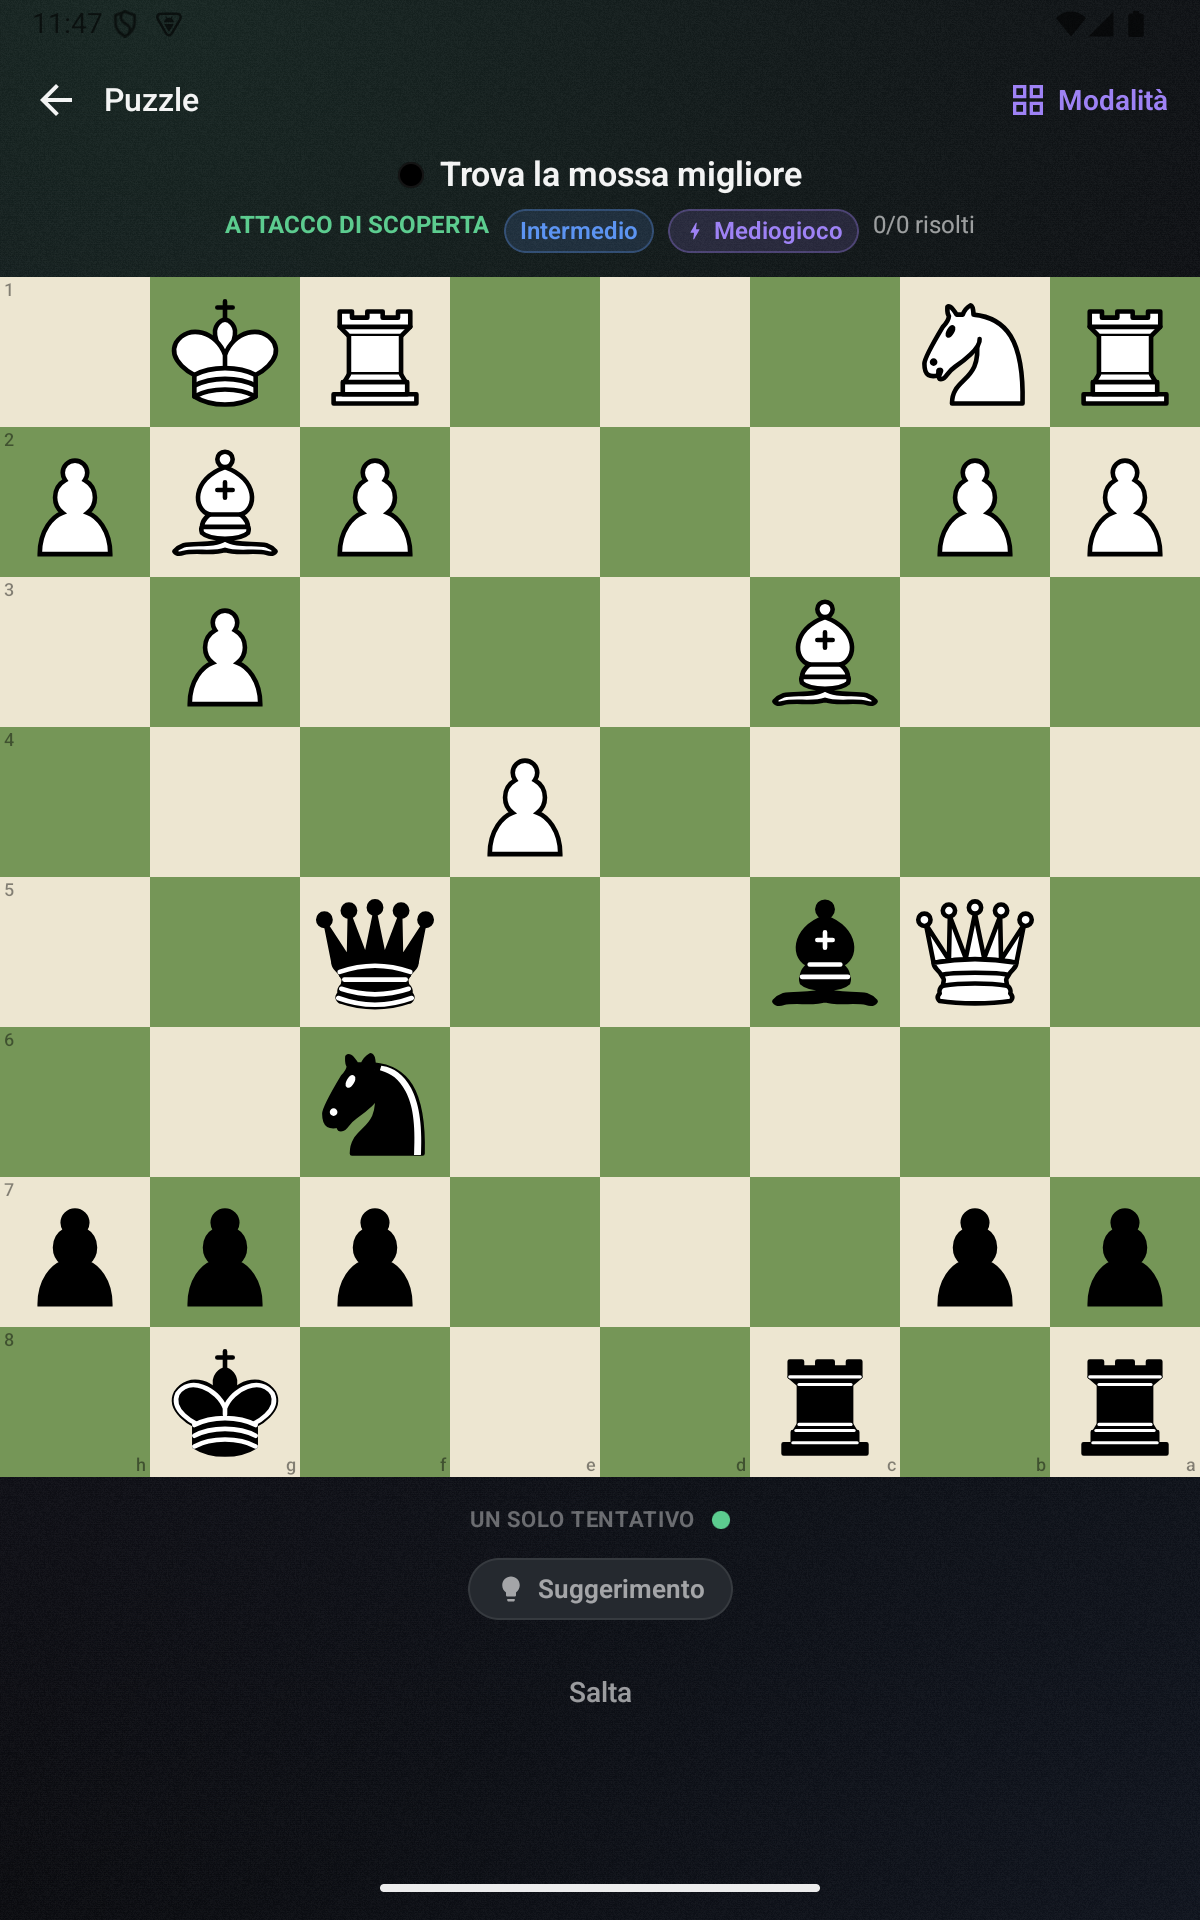 11:47
Puzzle
Modalità
Trova la mossa migliore
ATTACCO DI SCOPERTA Intermedio Mediogioco 0/0 risolti
1
2
3
4
5
6
7
8
h g f e d c b a
UN SOLO TENTATIVO
Suggerimento
Salta